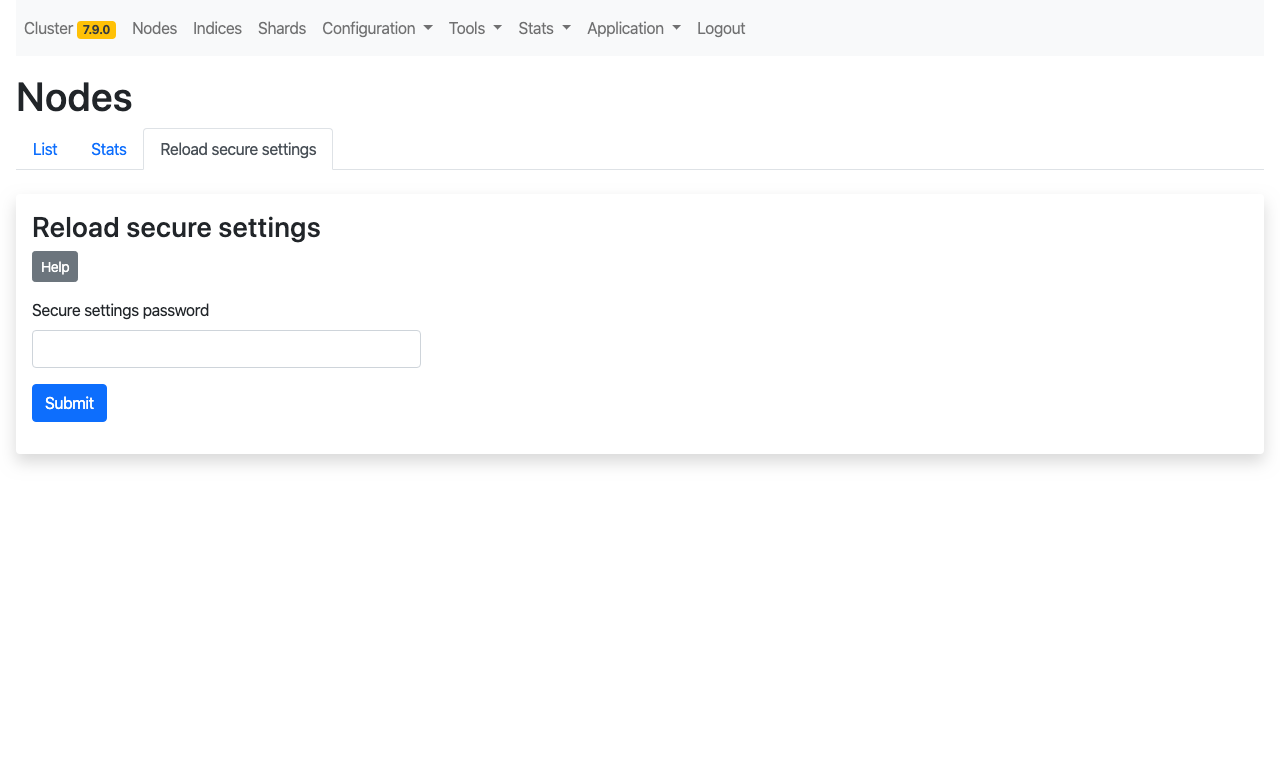 Cluster 7.9.0 Nodes Indices Shards Configuration Tools Stats Application Logout
Nodes
List Stats Reload secure settings
Reload secure settings
Help
Secure settings password
Submit